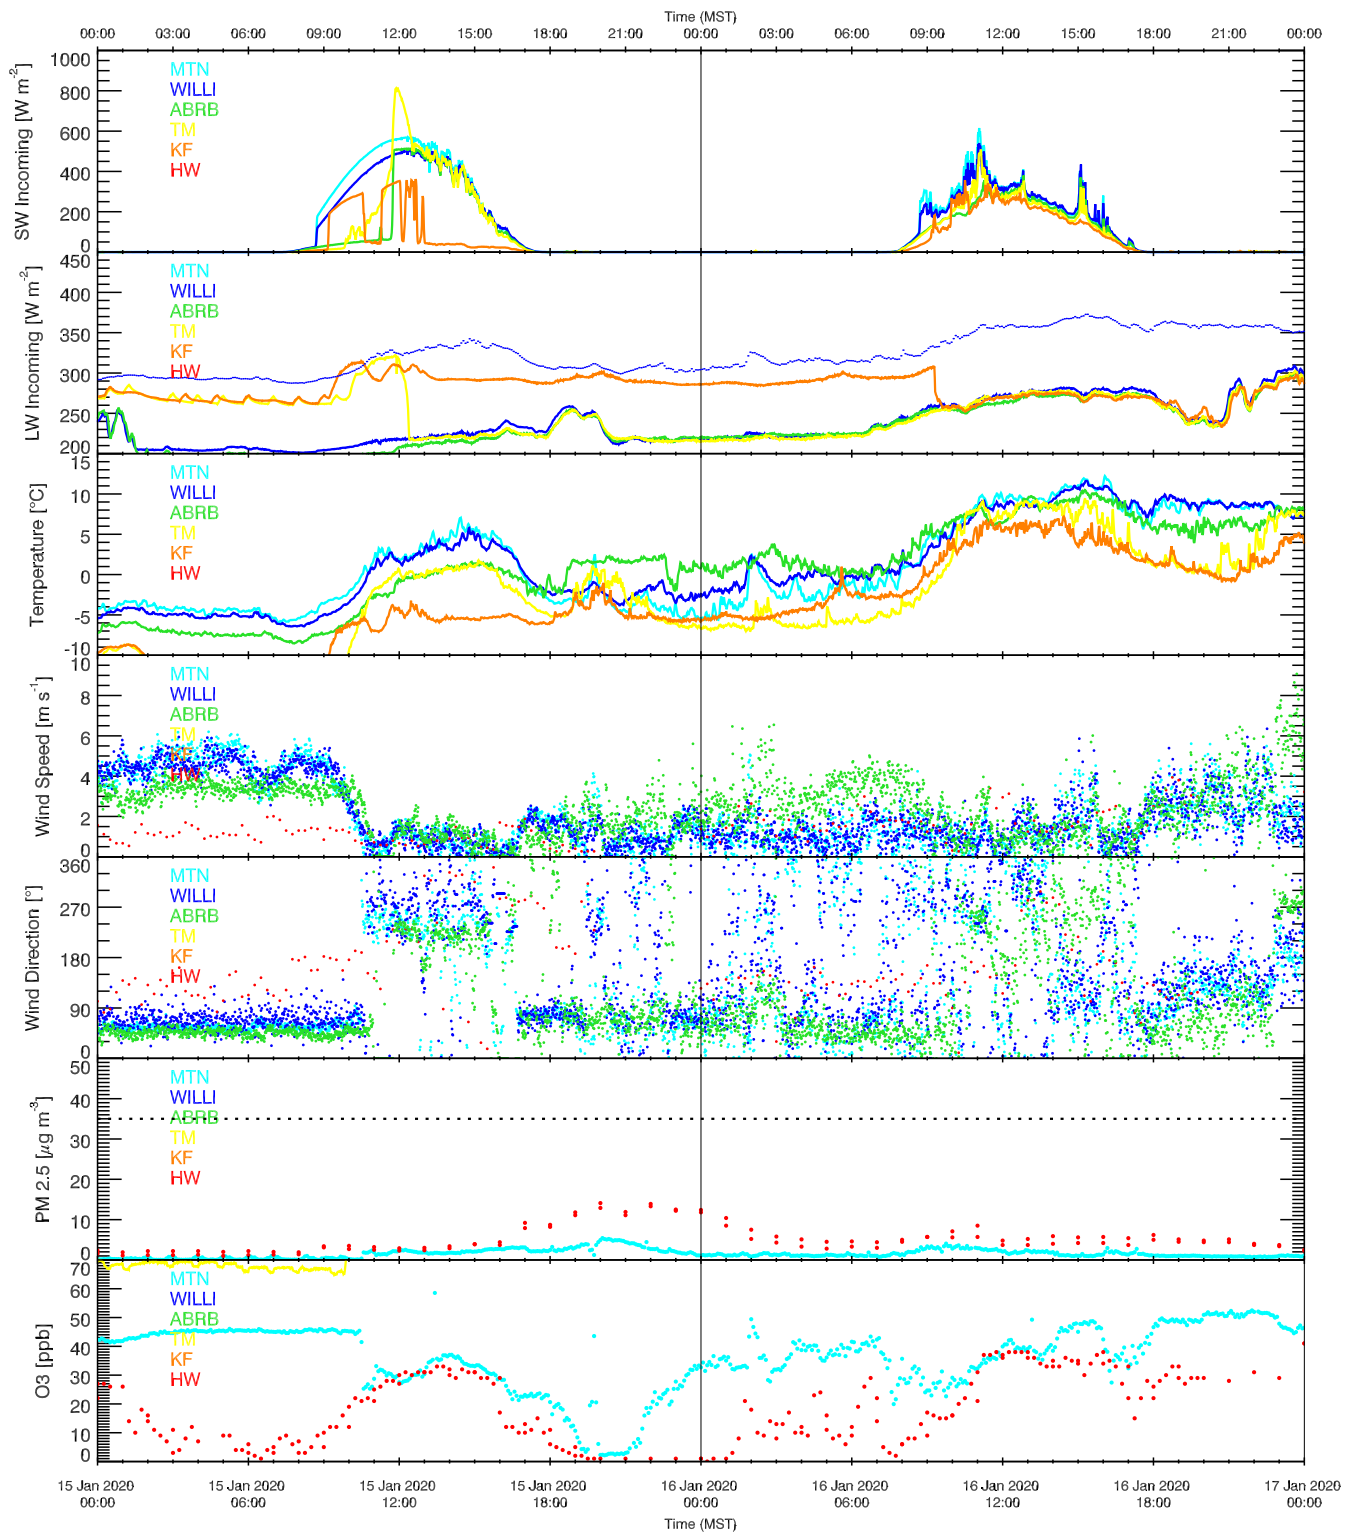 Time (MST)
00:00 03:00 06:00 09:00 12:00 15:00 18:00 21:00 00:00 03:00 06:00 09:00 12:00 15:00 18:00 21:00 00:00
SW Incoming [W m-2]
1000
800
600
400
200
0
MTN
WILLI
ABRB
TM
KF
HW
LW Incoming [W m-2]
450
400
350
300
250
200
MTN
WILLI
ABRB
TM
KF
HW
Temperature [°C]
15
10
5
0
-5
-10
MTN
WILLI
ABRB
TM
KF
HW
Wind Speed [m s-1]
10
8
6
4
2
0
MTN
WILLI
ABRB
TM
KF
HW
Wind Direction [°]
360
270
180
90
0
MTN
WILLI
ABRB
TM
KF
HW
PM 2.5 [µg m-3]
50
40
30
20
10
0
MTN
WILLI
ABRB
TM
KF
HW
O3 [ppb]
70
60
50
40
30
20
10
0
MTN
WILLI
ABRB
TM
KF
HW
15 Jan 2020 15 Jan 2020 15 Jan 2020 15 Jan 2020 16 Jan 2020 16 Jan 2020 16 Jan 2020 16 Jan 2020 17 Jan 2020
00:00 06:00 12:00 18:00 00:00 06:00 12:00 18:00 00:00
Time (MST)